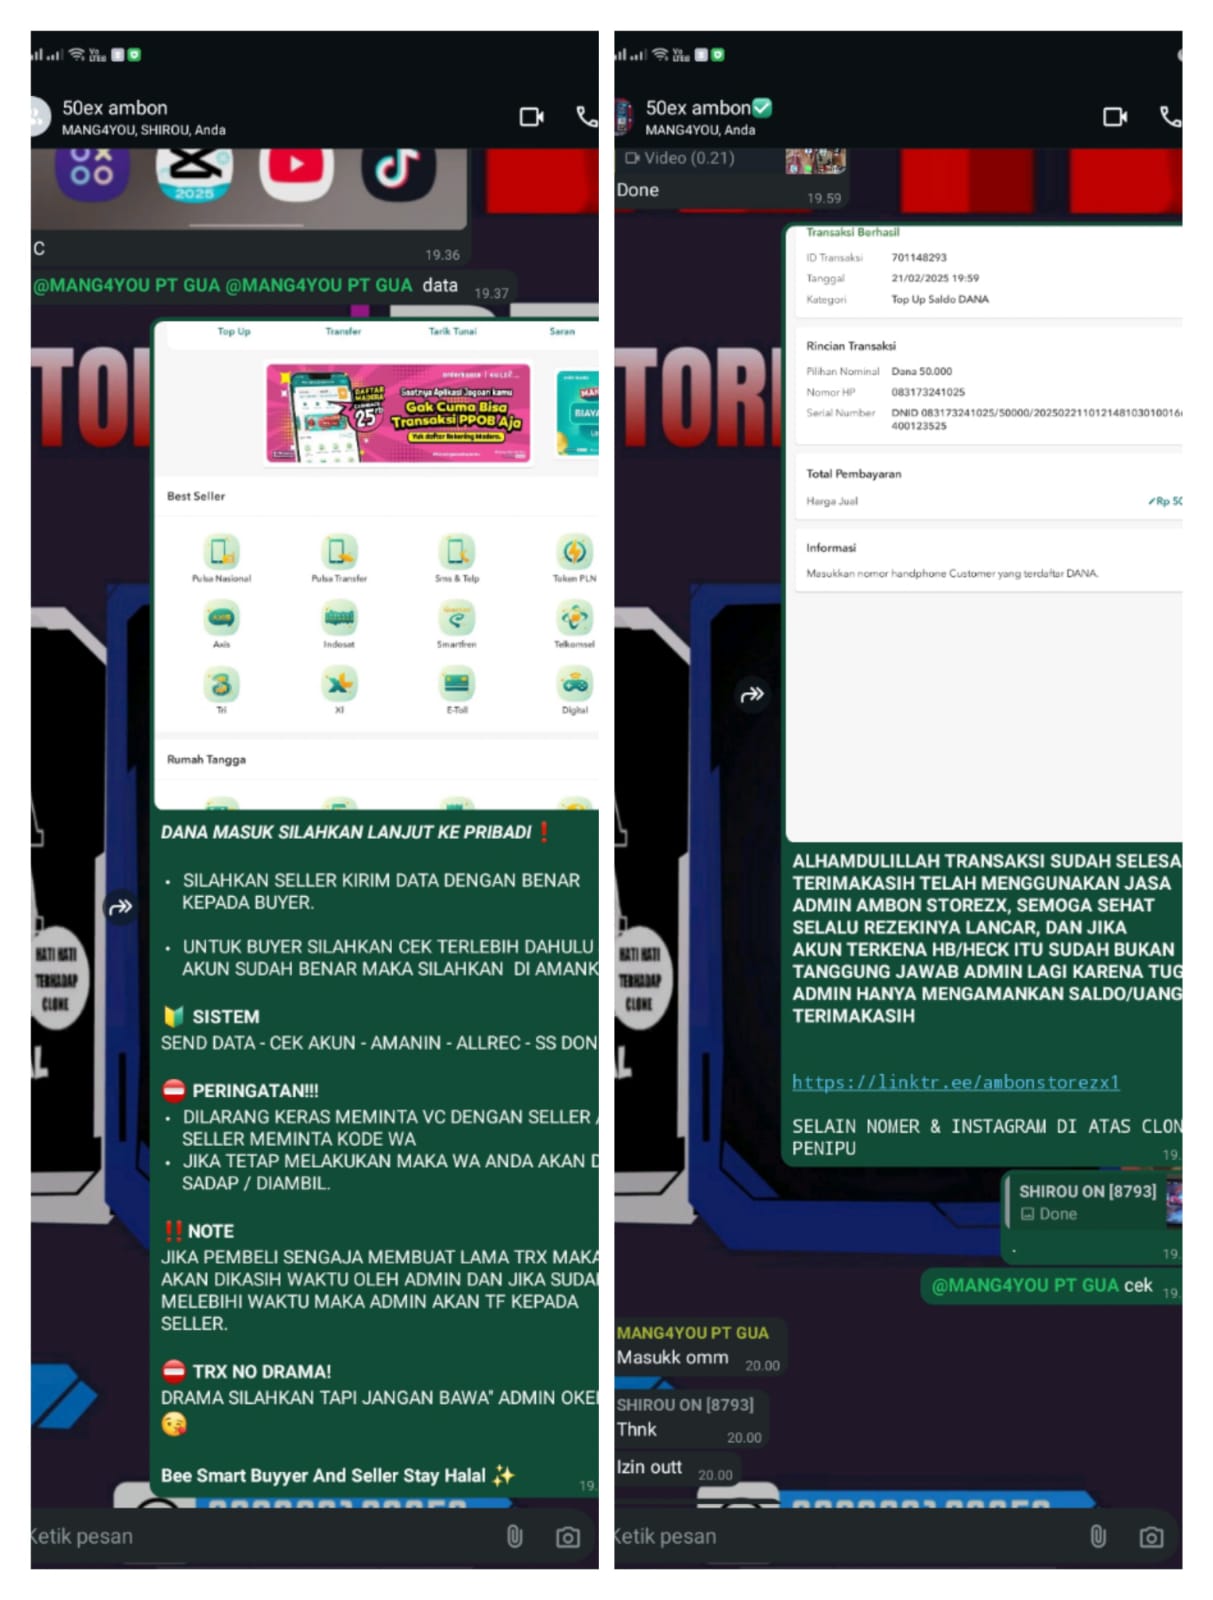 50ex ambon
MANG4YOU, SHIROU, Anda
2025
C
19.36
@MANG4YOU PT GUA @MANG4YOU PT GUA data 19.37
Top Up Transfer Tarik Tunai Saran
DAFTAR
MADERA
CASHBACK
25
Saatnya Aplikasi Jagoan kamu
Gak Cuma Bisa
Transaksi PPOB Aja
Yuk daftar Rekening Madera.
BIAYA
Best Seller
Pulsa Nasional Pulsa Transfer Sms & Telp Token PLN
Axis Indosat Smartfren Telkomsel
Tri Xl E-Toll Digital
Rumah Tangga
DANA MASUK SILAHKAN LANJUT KE PRIBADI❗
• SILAHKAN SELLER KIRIM DATA DENGAN BENAR
KEPADA BUYER.
• UNTUK BUYER SILAHKAN CEK TERLEBIH DAHULU
AKUN SUDAH BENAR MAKA SILAHKAN DI AMANK
🔰 SISTEM
SEND DATA - CEK AKUN - AMANIN - ALLREC - SS DON
⛔ PERINGATAN!!!
• DILARANG KERAS MEMINTA VC DENGAN SELLER /
SELLER MEMINTA KODE WA
• JIKA TETAP MELAKUKAN MAKA WA ANDA AKAN D
SADAP / DIAMBIL.
‼️NOTE
JIKA PEMBELI SENGAJA MEMBUAT LAMA TRX MAKA
AKAN DIKASIH WAKTU OLEH ADMIN DAN JIKA SUDA
MELEBIHI WAKTU MAKA ADMIN AKAN TF KEPADA
SELLER.
⛔ TRX NO DRAMA!
DRAMA SILAHKAN TAPI JANGAN BAWA" ADMIN OKE
😘
Bee Smart Buyyer And Seller Stay Halal ✨
19.
TO
HATI HATI
TERHADAP
CLONE
L
Ketik pesan
50ex ambon✅
MANG4YOU, Anda
Video (0.21)
Done
19.59
Transaksi Berhasil
ID Transaksi 701148293
Tanggal 21/02/2025 19:59
Kategori Top Up Saldo DANA
Rincian Transaksi
Pilihan Nominal Dana 50.000
Nomor HP 083173241025
Serial Number DNID 083173241025/50000/2025022110121481030100166
400123525
Total Pembayaran
Harga Jual Rp 50
Informasi
Masukkan nomor handphone Customer yang terdaftar DANA.
ALHAMDULILLAH TRANSAKSI SUDAH SELESA
TERIMAKASIH TELAH MENGGUNAKAN JASA
ADMIN AMBON STOREZX, SEMOGA SEHAT
SELALU REZEKINYA LANCAR, DAN JIKA
AKUN TERKENA HB/HECK ITU SUDAH BUKAN
TANGGUNG JAWAB ADMIN LAGI KARENA TUG
ADMIN HANYA MENGAMANKAN SALDO/UANG
TERIMAKASIH
https://linktr.ee/ambonstorezx1
SELAIN NOMER & INSTAGRAM DI ATAS CLON
PENIPU
19.
SHIROU ON [8793]
Done
.
19.
@MANG4YOU PT GUA cek 19.
MANG4YOU PT GUA
Masukk omm 20.00
SHIROU ON [8793]
Thnk
20.00
Izin outt 20.00
TOR
HATI HATI
TERHADAP
CLONE
L
Ketik pesan